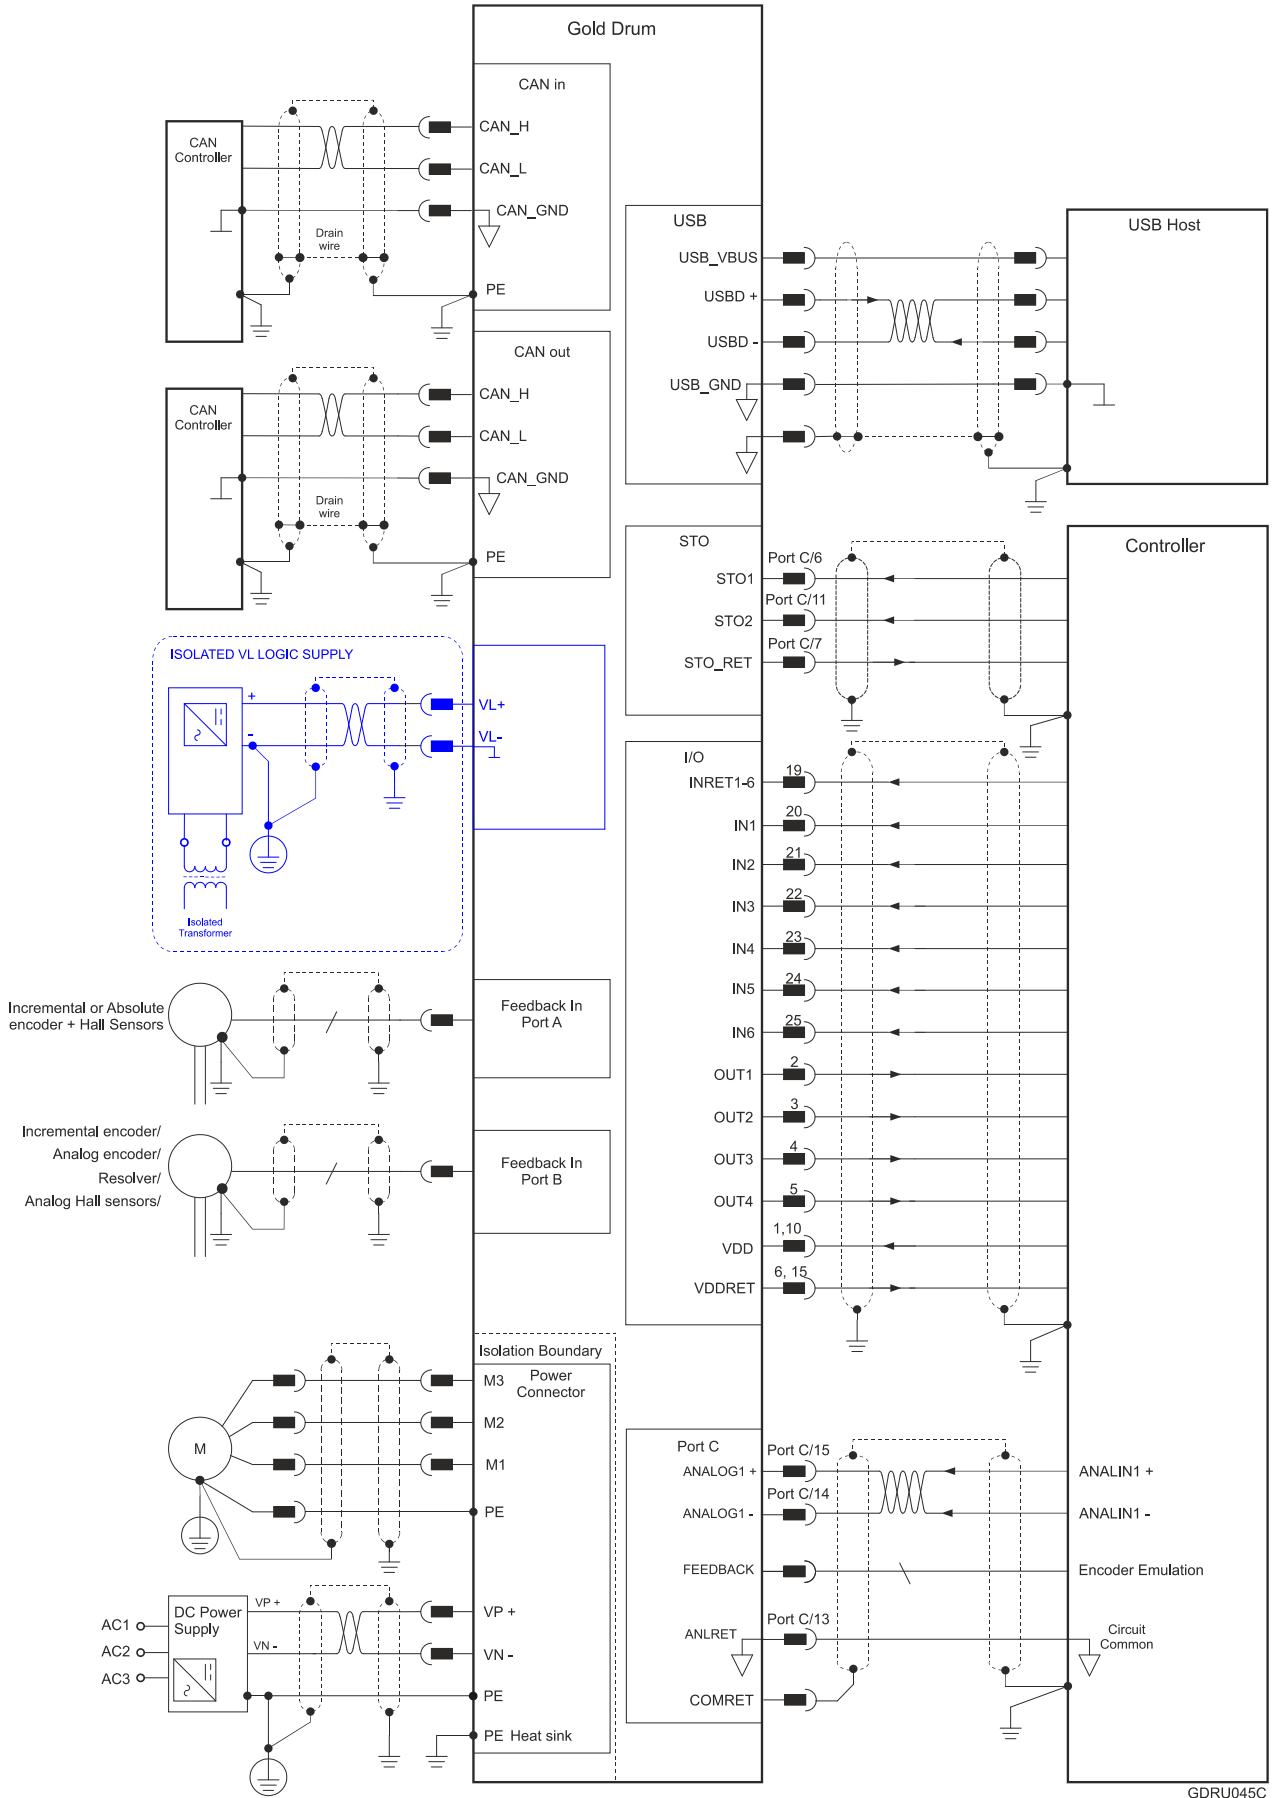 Gold Drum
CAN in
CAN
Controller
CAN_H
CAN_L
CAN_GND
Drain
wire
PE
CAN out
CAN
Controller
CAN_H
CAN_L
CAN_GND
Drain
wire
PE
ISOLATED VL LOGIC SUPPLY
+
-
VL+
VL-
Isolated
Transformer
Incremental or Absolute
encoder + Hall Sensors
Feedback In
Port A
Incremental encoder/
Analog encoder/
Resolver/
Analog Hall sensors/
Feedback In
Port B
Isolation Boundary
Power
Connector
M3
M2
M
M1
PE
DC Power
Supply
AC1
AC2
AC3
VP +
VN -
VP +
VN -
PE
PE Heat sink
USB
USB_VBUS
USBD +
USBD -
USB_GND
USB Host
STO
Port C/6
STO1
Port C/11
STO2
Port C/7
STO_RET
Controller
I/O
INRET1-6 19
IN1 20
IN2 21
IN3 22
IN4 23
IN5 24
IN6 25
OUT1 2
OUT2 3
OUT3 4
OUT4 5
VDD 1,10
VDDRET 6, 15
Port C
Port C/15
ANALOG1 +
ANALIN1 +
Port C/14
ANALOG1 -
ANALIN1 -
FEEDBACK
Encoder Emulation
Port C/13
ANLRET
Circuit
Common
COMRET
GDRU045C